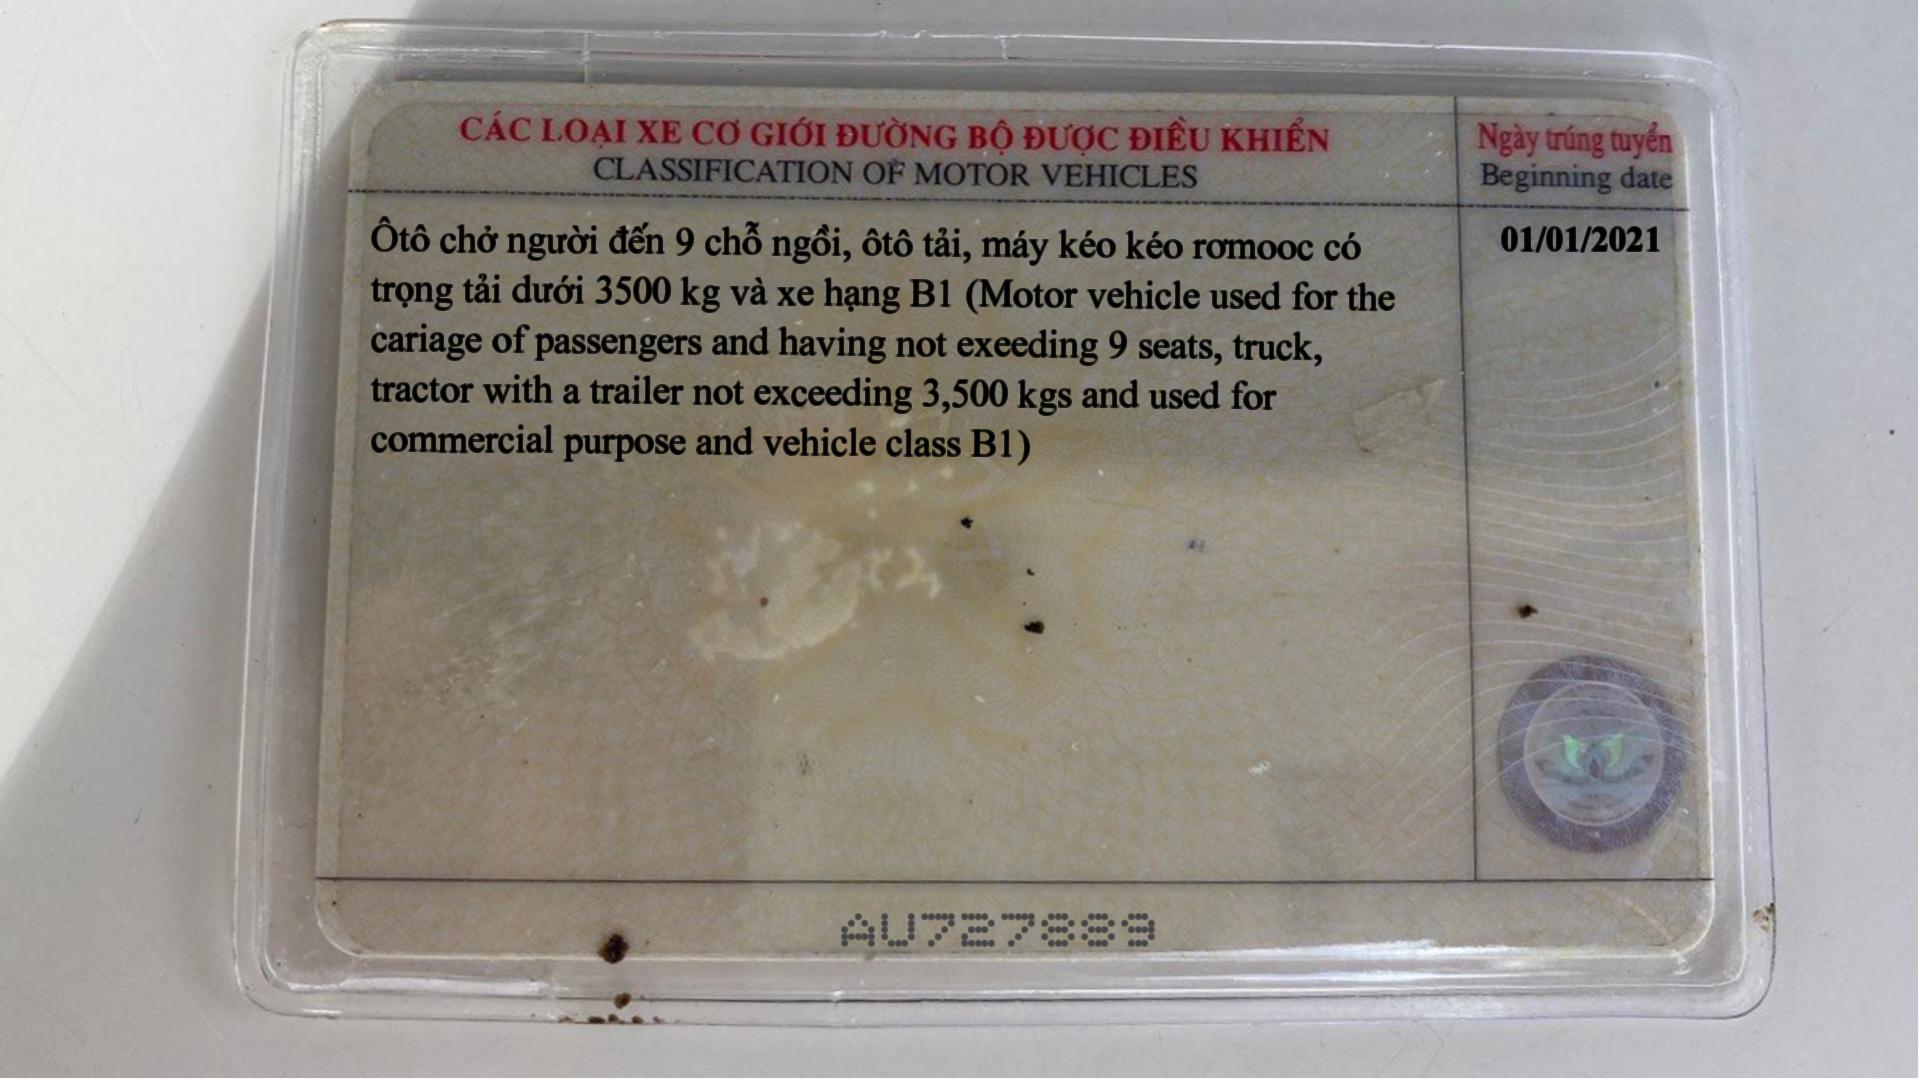 CÁC LOẠI XE CƠ GIỚI ĐƯỜNG BỘ ĐƯỢC ĐIỀU KHIỂN
CLASSIFICATION OF MOTOR VEHICLES
Ngày trúng tuyển
Beginning date
Ôtô chở người đến 9 chỗ ngồi, ôtô tải, máy kéo kéo rơmooc có
trọng tải dưới 3500 kg và xe hạng B1 (Motor vehicle used for the
cariage of passengers and having not exeeding 9 seats, truck,
tractor with a trailer not exceeding 3,500 kgs and used for
commercial purpose and vehicle class B1)
01/01/2021
AU727889